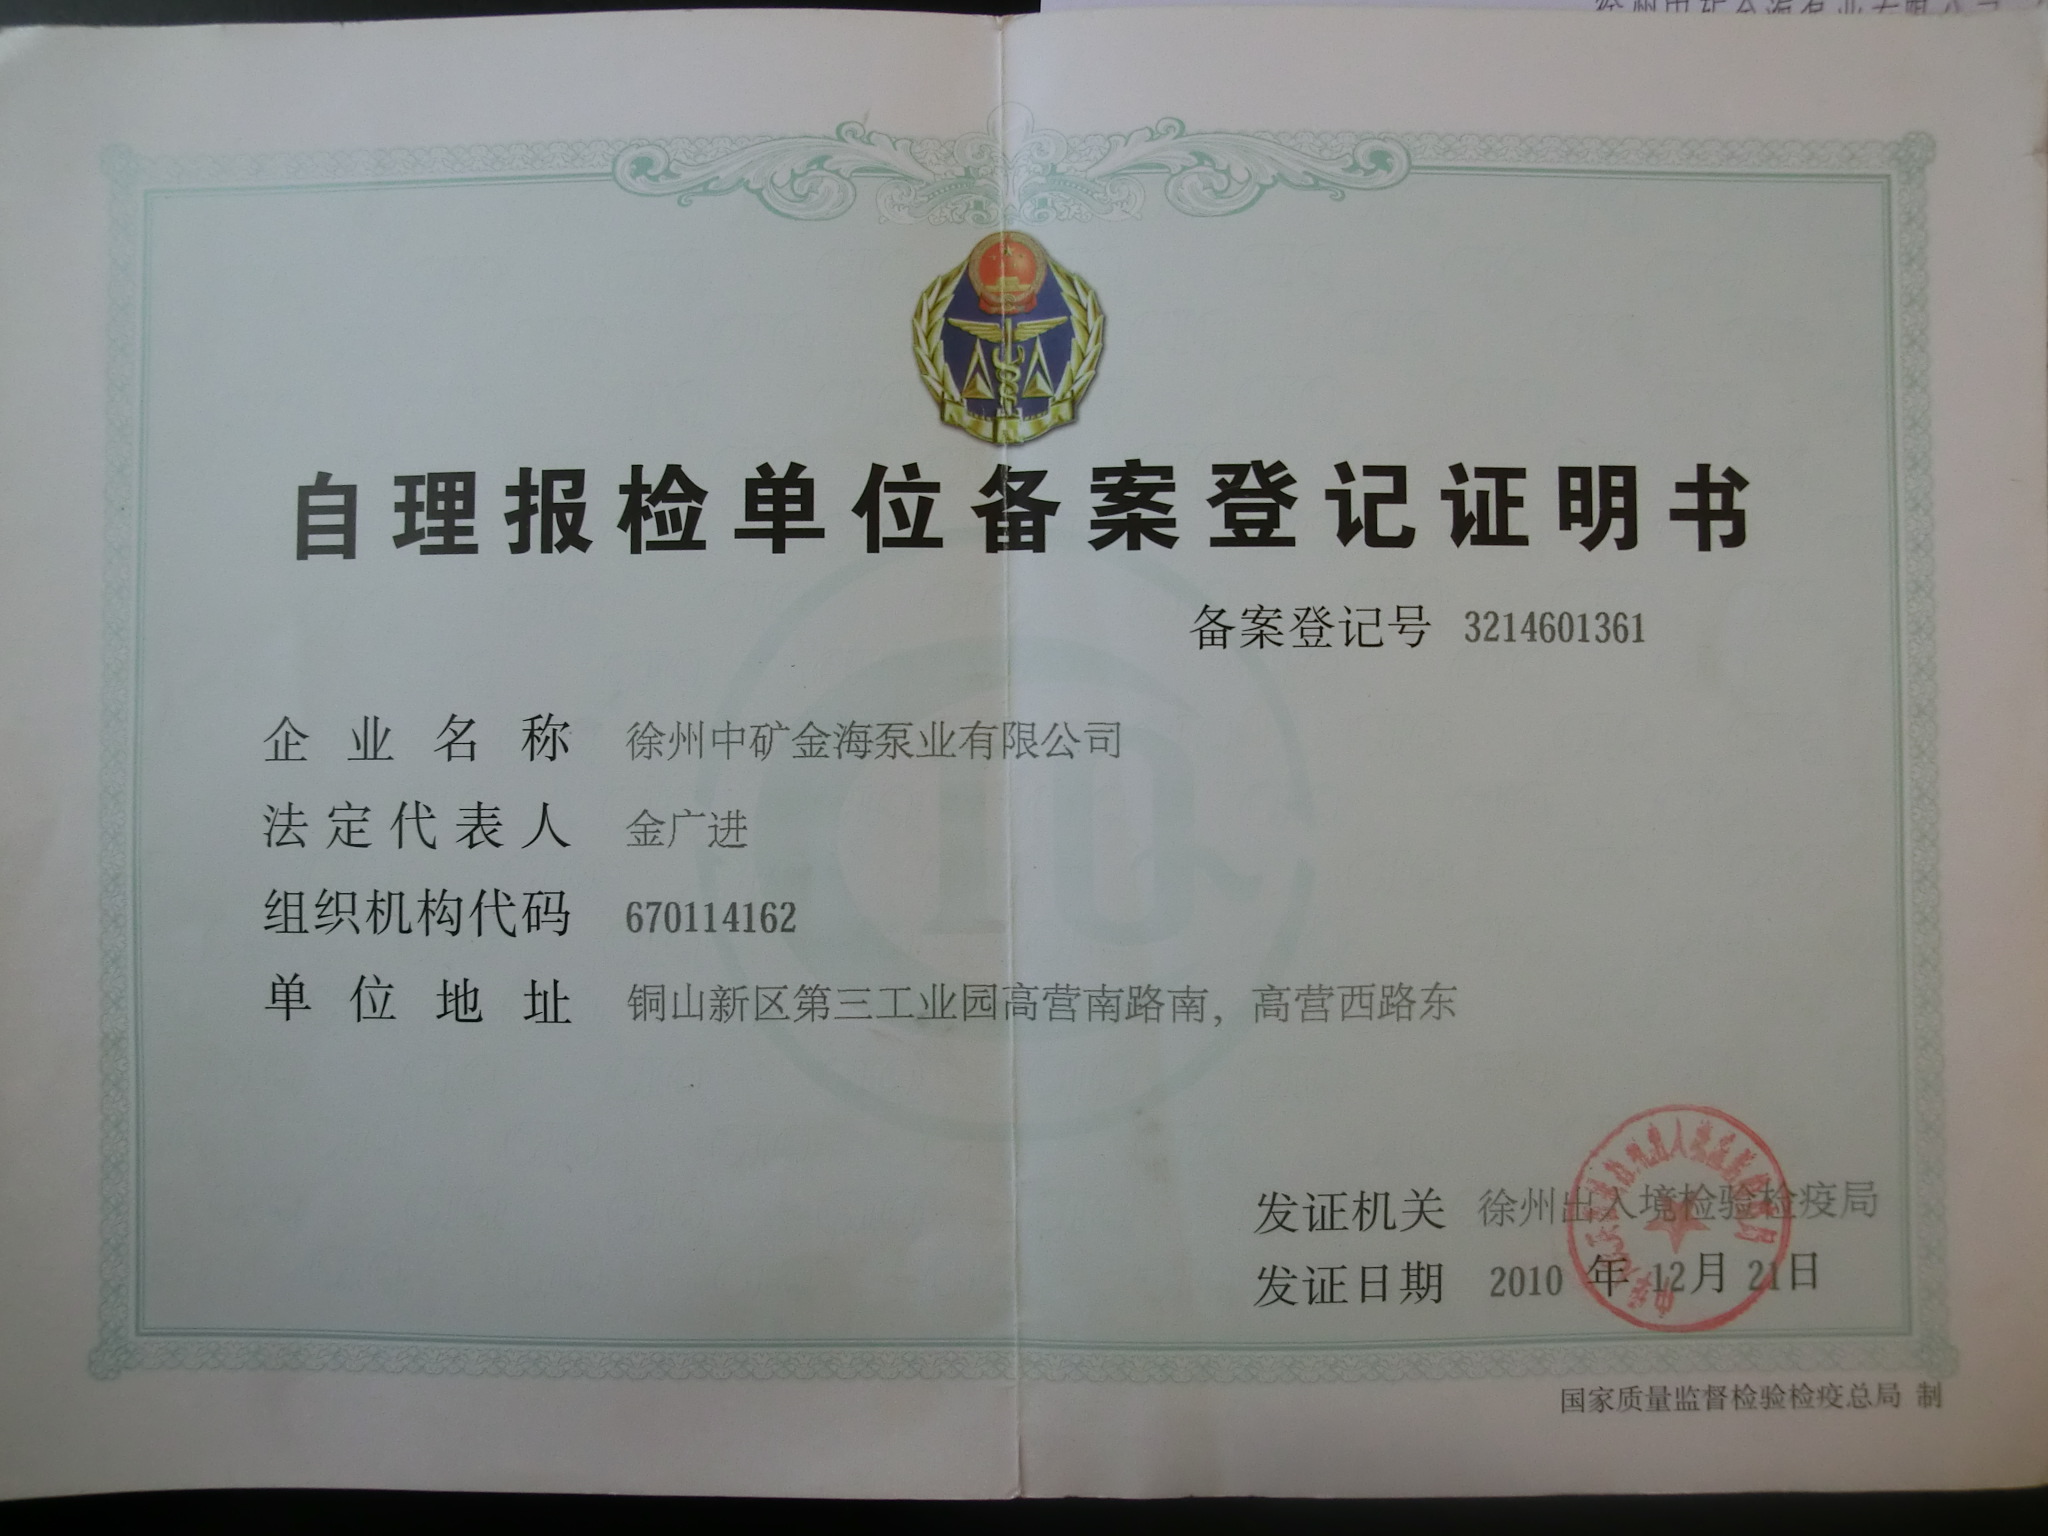 自理报检单位备案登记证明书
备案登记号 3214601361
企业名称 徐州中矿金海泵业有限公司
法定代表人 金广进
组织机构代码 670114162
单位地址 铜山新区第三工业园高营南路南，高营西路东
发证机关 徐州出入境检验检疫局
发证日期 2010 年 12月 21日
国家质量监督检验检疫总局 制